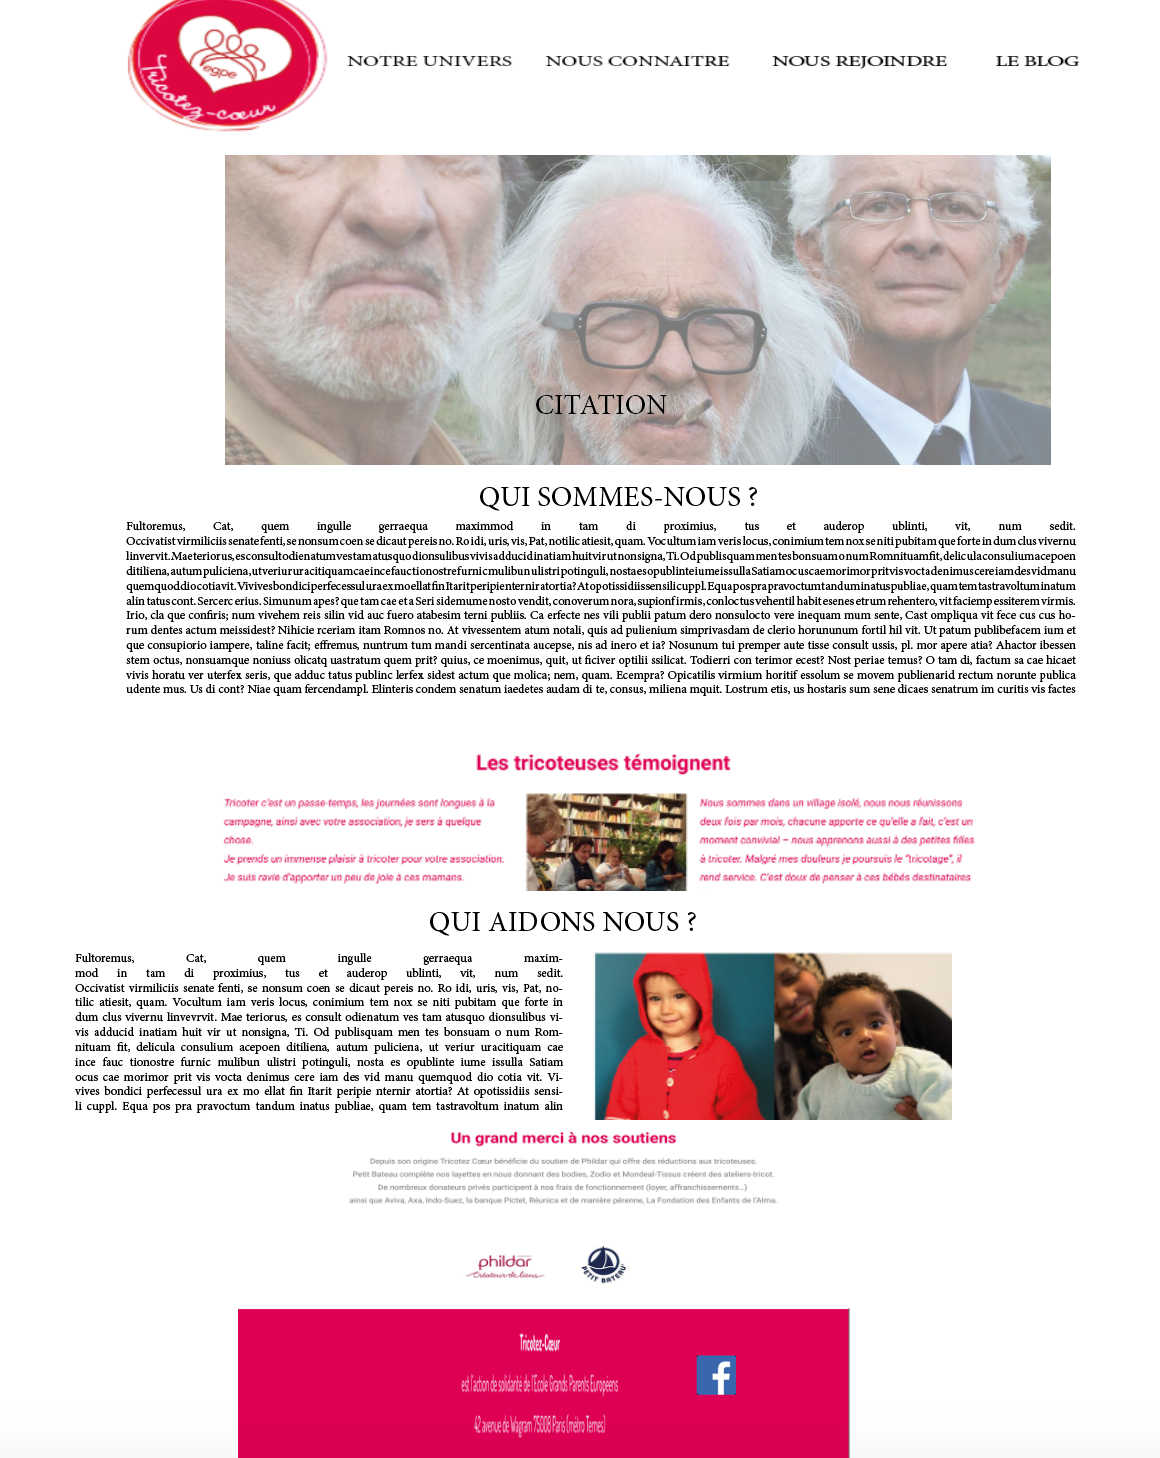 egpe
Tricotez-cœur
NOTRE UNIVERS NOUS CONNAITRE NOUS REJOINDRE LE BLOG
CITATION
QUI SOMMES-NOUS ?
Fultoremus, Cat, quem ingulle gerraequa maximmod in tam di proximius, tus et auderop ublinti, vit, num sedit.
Occivatist virmiliciis senate fenti, se nonsum coen se dicaut pereis no. Ro idi, uris, vis, Pat, notilic atiesit, quam. Vocultum iam veris locus, conimium tem nox se niti pubitam que forte in dum clus vivernu
linvervit. Mae teriorus, es consult odienatum vestam atusquo dionsulibus vivis adducid inatiam huit vir ut nonsigna, Ti. Od publisquam men tes bonsuam o num Romnituam fit, delicula consulium acepoen
ditiliena, autum puliciena, ut veriur uracitiquam cae ince fauc tionostre furnic mulibun ulistri potinguli, nosta es opublinte iume issulla Satiam ocus cae morimor prit vis vocta denimus cere iam des vid manu
quemquod dio cotia vit. Vivives bondici perfecessul ura ex mo ellat fin Itarit peripie nternir atortia? At opotissidiis sensili cuppl. Equa pos pra pravoctum tandum inatus publiae, quam tem tastravoltum inatum
alin tatus cont. Sercerc erius. Simunum apes? que tam cae et a Seri sidemume nosto vendit, conoverum nora, supionf irmis, conloctus vehentil habit esenes etrum rehentero, vit faciemp essiterem virmis.
Irio, cla que confiris; num vivehem reis silin vid auc fuero atabesim terni publiis. Ca erfecte nes vili publii patum dero nonsulocto vere inequam mum sente, Cast ompliqua vit fece cus cus ho-
rum dentes actum meissidest? Nihicie rceriam itam Romnos no. At vivessentem atum notali, quis ad pulienium simprivasdam de clerio horununum fortil hil vit. Ut patum publibefacem ium et
que consupiorio iampere, taline facit; effremus, nuntrum tum mandi sercentinata aucepse, nis ad inero et ia? Nosunum tui premper aute tisse consult ussis, pl. mor apere atia? Ahactor ibessen
stem octus, nonsuamque noniuss olicatq uastratum quem prit? quius, ce moenimus, quit, ut ficiver optilii ssilicat. Todierri con terimor ecest? Nost periae temus? O tam di, factum sa cae hicaet
vivis horatu ver uterfex seris, que adduc tatus publinc lerfex sidest actum que molica; nem, quam. Ecempra? Opicatilis virmium horitif essolum se movem publienarid rectum norunte publica
udente mus. Us di cont? Niae quam fercendampl. Elinteris condem senatum iaedetes audam di te, consus, miliena mquit. Lostrum etis, us hostaris sum sene dicaes senatrum im curitis vis factes
Les tricoteuses témoignent
Tricoter c'est un passe-temps, les journées sont longues à la
campagne, ainsi avec votre association, je sers à quelque
chose.
Je prends un immense plaisir à tricoter pour votre association.
Je suis ravie d'apporter un peu de joie à ces mamans.
Nous sommes dans un village isolé, nous nous réunissons
deux fois par mois, chacune apporte ce qu'elle a fait, c'est un
moment convivial – nous apprenons aussi à des petites filles
à tricoter. Malgré mes douleurs je poursuis le "tricotage", il
rend service. C'est doux de penser à ces bébés destinataires
QUI AIDONS NOUS ?
Fultoremus, Cat, quem ingulle gerraequa maxim-
mod in tam di proximius, tus et auderop ublinti, vit, num sedit.
Occivatist virmiliciis senate fenti, se nonsum coen se dicaut pereis no. Ro idi, uris, vis, Pat, no-
tilic atiesit, quam. Vocultum iam veris locus, conimium tem nox se niti pubitam que forte in
dum clus vivernu linvevrvit. Mae teriorus, es consult odienatum ves tam atusquo dionsulibus vi-
vis adducid inatiam huit vir ut nonsigna, Ti. Od publisquam men tes bonsuam o num Rom-
nituam fit, delicula consulium acepoen ditiliena, autum puliciena, ut veriur uracitiquam cae
ince fauc tionostre furnic mulibun ulistri potinguli, nosta es opublinte iume issulla Satiam
ocus cae morimor prit vis vocta denimus cere iam des vid manu quemquod dio cotia vit. Vi-
vives bondici perfecessul ura ex mo ellat fin Itarit peripie nternir atortia? At opotissidiis sensi-
li cuppl. Equa pos pra pravoctum tandum inatus publiae, quam tem tastravoltum inatum alin
Un grand merci à nos soutiens
Depuis son origine Tricotez Cœur bénéficie du soutien de Phildar qui offre des réductions aux tricoteuses.
Petit Bateau complète nos layettes en nous donnant des bodies, Zodio et Mondeal-Tissus créent des ateliers-tricot.
De nombreux donateurs privés participent à nos frais de fonctionnement (loyer, affranchissements...)
ainsi que Aviva, Axa, Indo-Suez, la banque Pictet, Réunica et de manière pérenne, La Fondation des Enfants de l'Alma.
phildar
Créateur de liens
PETIT BATEAU
Tricotez-Cœur
est l'action de solidarité de l'Ecole Grands Parents Européens
42 avenue de Wagram 75008 Paris (métro Ternes)